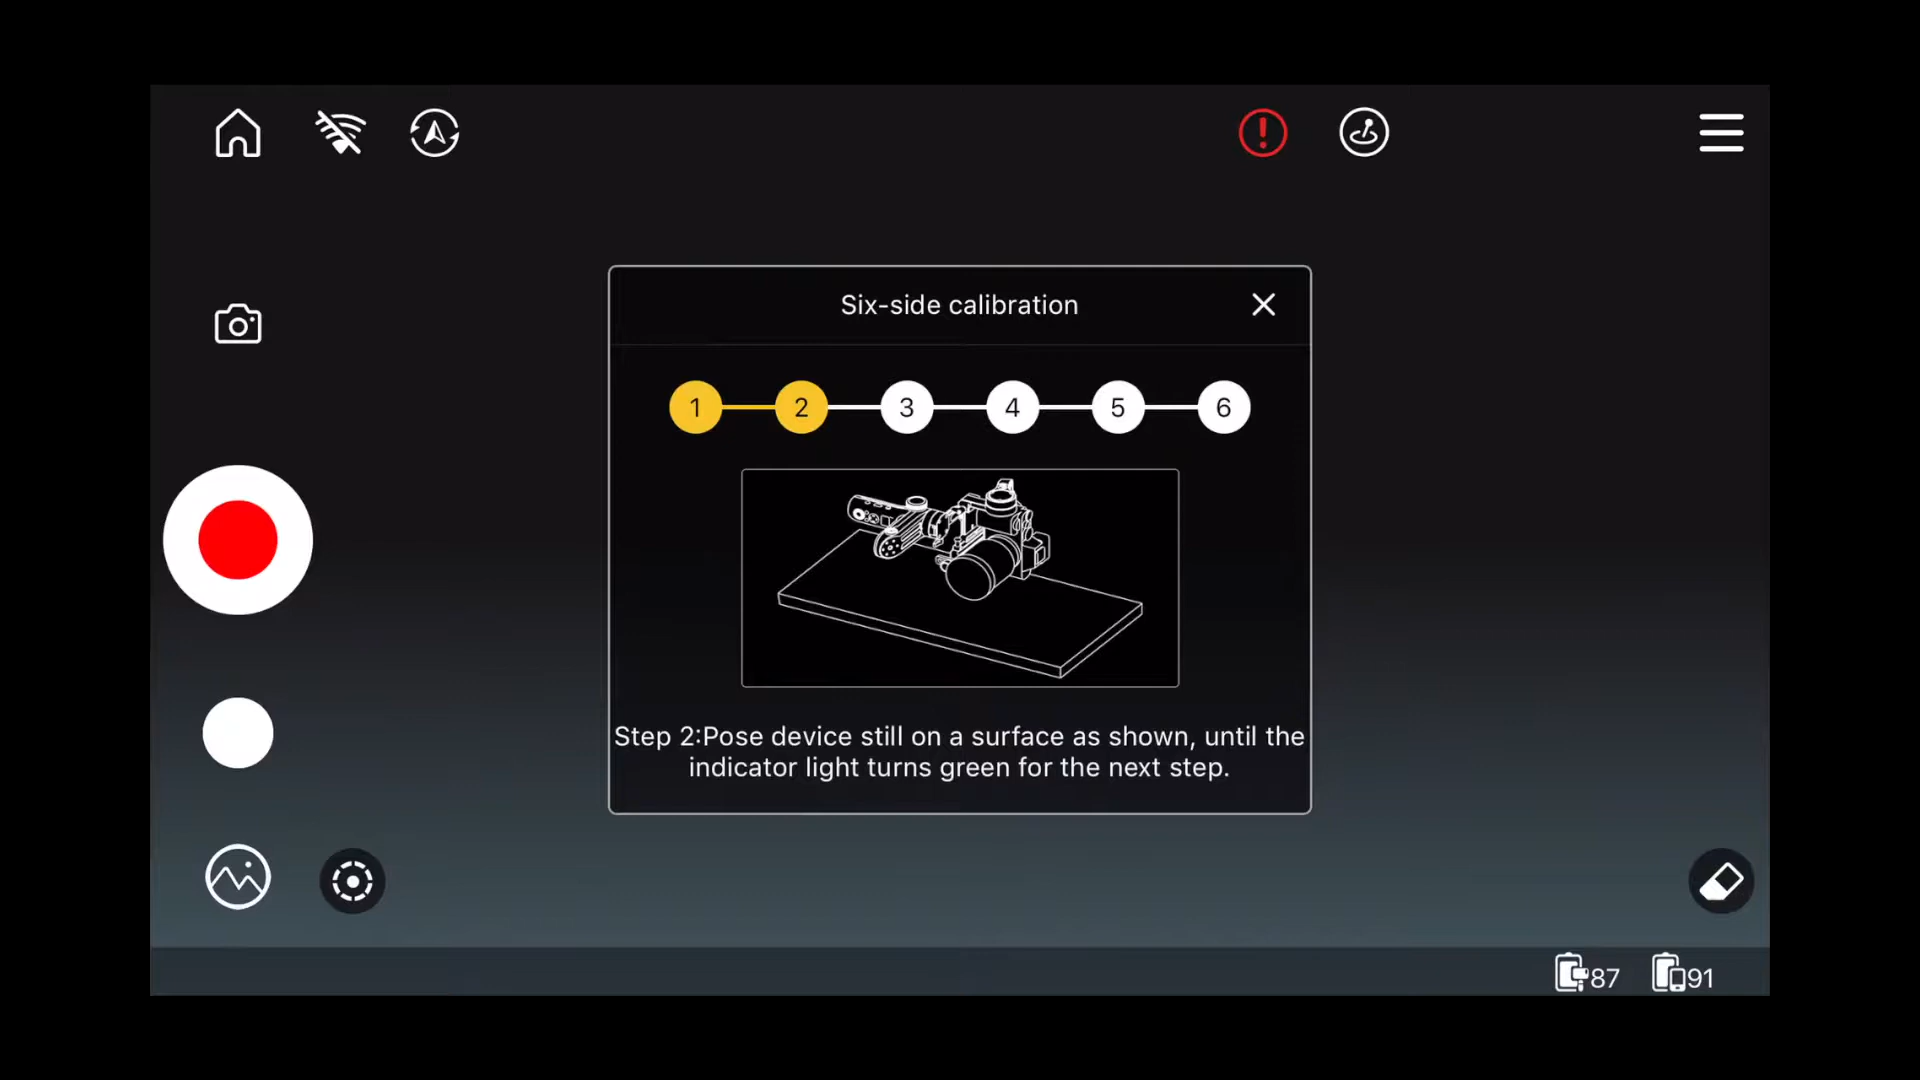 Six-side calibration
1 2 3 4 5 6
Step 2:Pose device still on a surface as shown, until the
indicator light turns green for the next step.
87 91